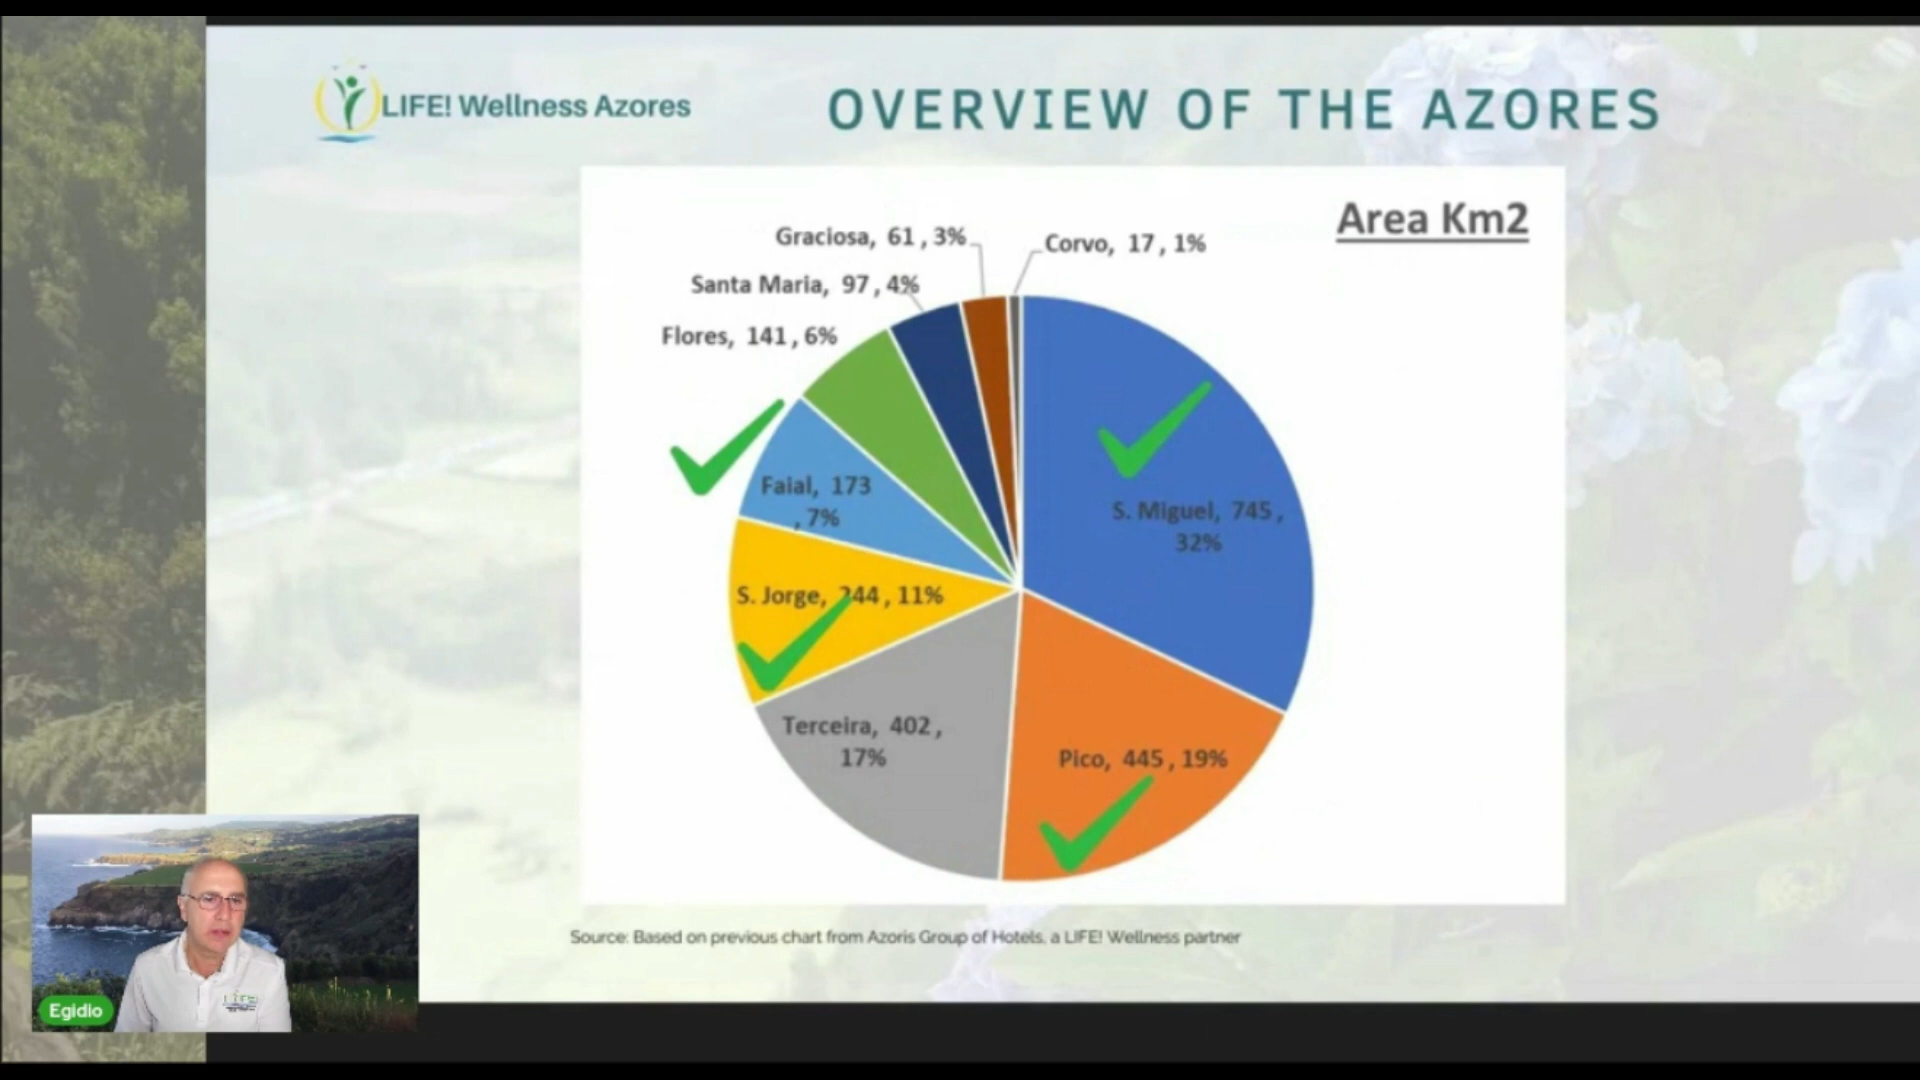 LIFE! Wellness Azores
OVERVIEW OF THE AZORES
Area Km2
Graciosa, 61, 3%
Corvo, 17, 1%
Santa Maria, 97, 4%
Flores, 141, 6%
Faial, 173
, 7%
S. Miguel, 745,
32%
S. Jorge, 244, 11%
Terceira, 402,
17%
Pico, 445, 19%
Source: Based on previous chart from Azoris Group of Hotels, a LIFE! Wellness partner
LIFE!
Egidio